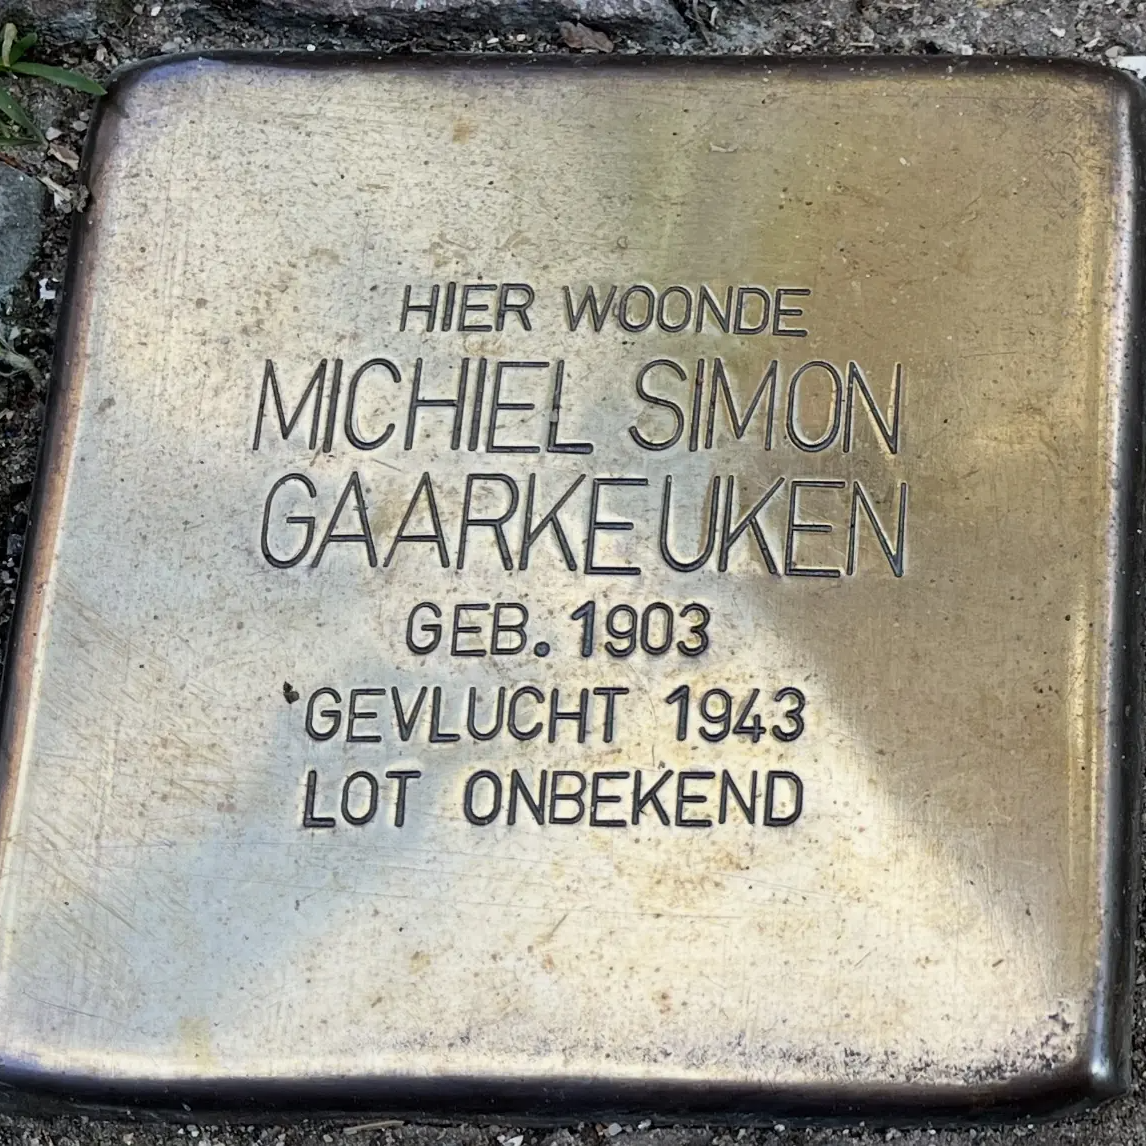 HIER WOONDE
MICHIEL SIMON
GAARKEUKEN
GEB. 1903
GEVLUCHT 1943
LOT ONBEKEND